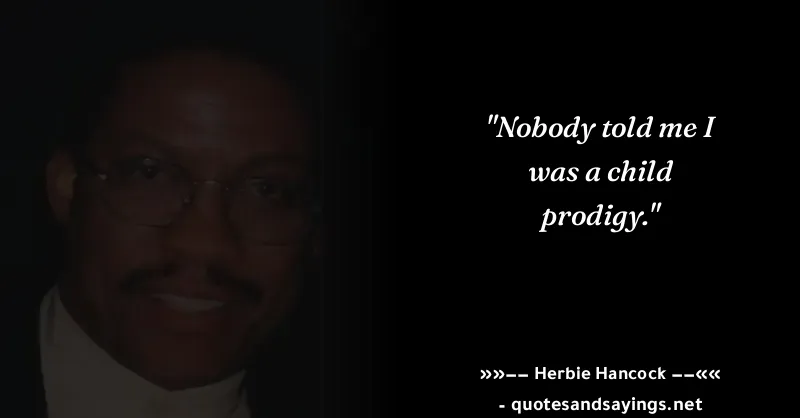 "Nobody told me I
was a child
prodigy."
»»—— Herbie Hancock ——««
- quotesandsayings.net